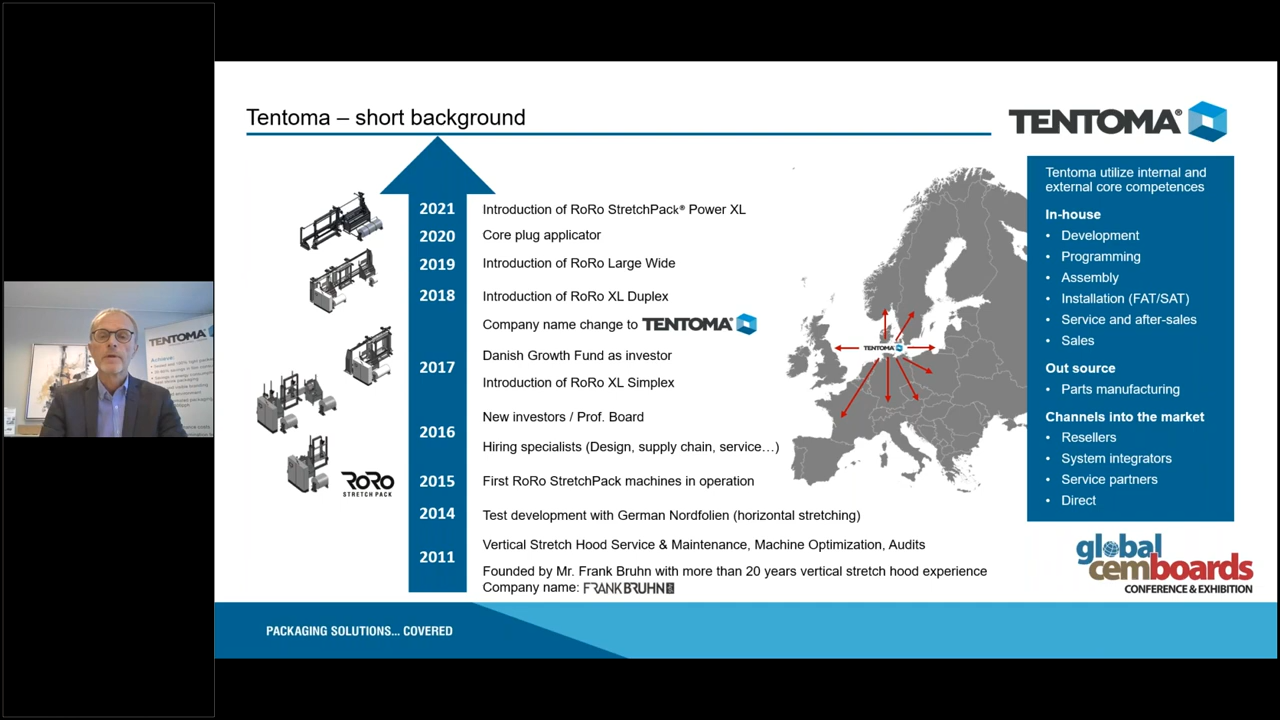 Tentoma – short background
TENTOMA®
2021
Introduction of RoRo StretchPack® Power XL
2020
Core plug applicator
2019
Introduction of RoRo Large Wide
2018
Introduction of RoRo XL Duplex
Company name change to TENTOMA®
2017
Danish Growth Fund as investor
Introduction of RoRo XL Simplex
2016
New investors / Prof. Board
Hiring specialists (Design, supply chain, service…)
2015
First RoRo StretchPack machines in operation
RORO
STRETCH PACK
2014
Test development with German Nordfolien (horizontal stretching)
2011
Vertical Stretch Hood Service & Maintenance, Machine Optimization, Audits
Founded by Mr. Frank Bruhn with more than 20 years vertical stretch hood experience
Company name: FRANKBRUHN
TENTOMA
Tentoma utilize internal and
external core competences
In-house
• Development
• Programming
• Assembly
• Installation (FAT/SAT)
• Service and after-sales
• Sales
Out source
• Parts manufacturing
Channels into the market
• Resellers
• System integrators
• Service partners
• Direct
global
cemboards
CONFERENCE & EXHIBITION
PACKAGING SOLUTIONS... COVERED
TENTOMA
Achieve: